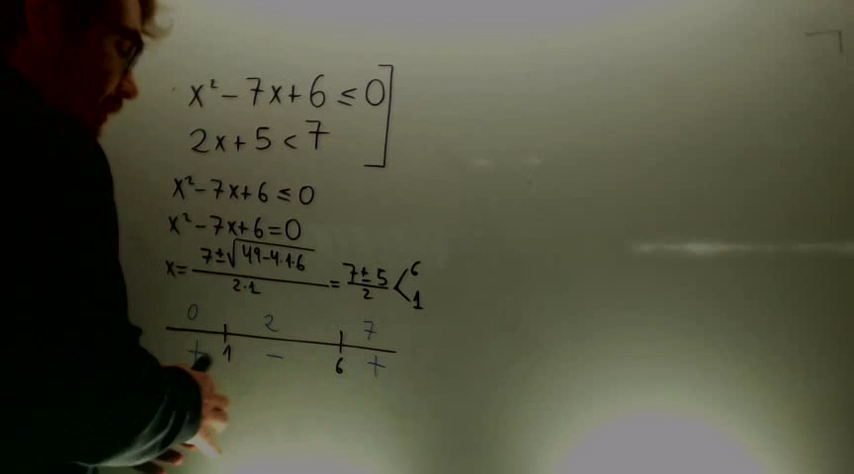 x² - 7x + 6 ≤ 0
2x + 5 < 7
x² - 7x + 6 ≤ 0
x² - 7x + 6 = 0
x = (7 ± √(49 - 4·1·6)) / (2·1) = (7 ± 5) / 2 < 6 1
0 2 7
+ 1 - 6 +